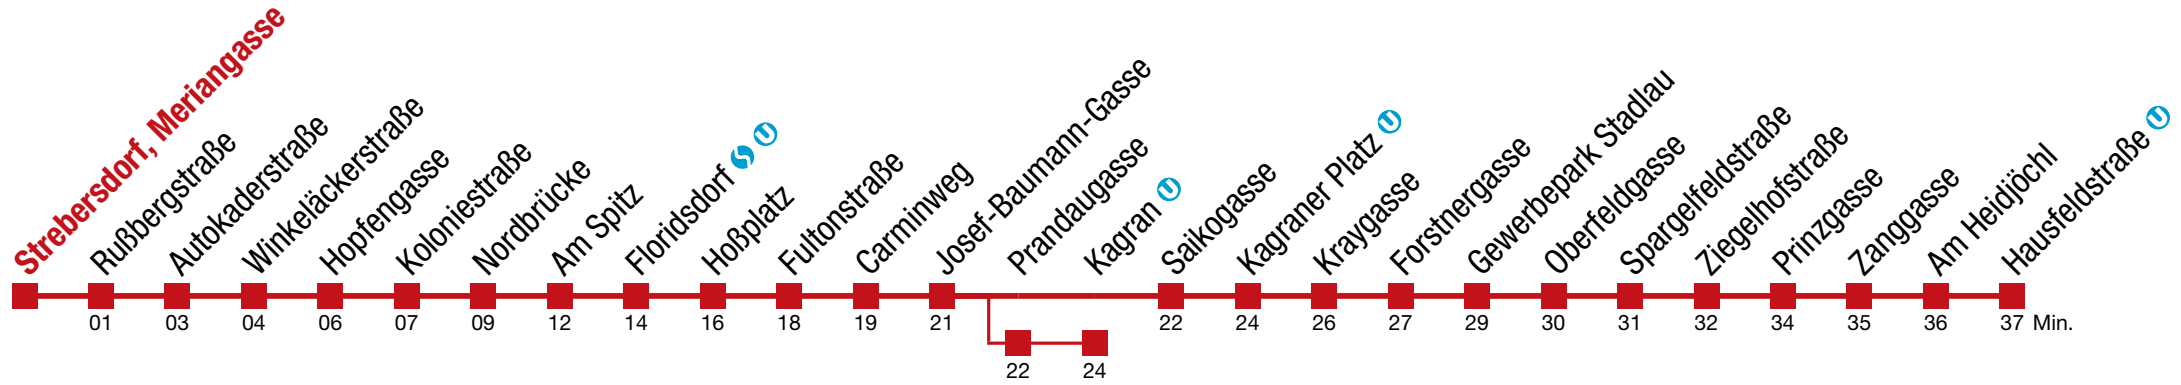 Strebersdorf, Meriangasse
Rußbergstraße
Autokaderstraße
Winkeläckerstraße
Hopfengasse
Koloniestraße
Nordbrücke
Am Spitz
Floridsdorf
Hoßplatz
Fultonstraße
Carminweg
Josef-Baumann-Gasse
Prandaugasse
Kagran
Saikogasse
Kagraner Platz
Kraygasse
Forstnergasse
Gewerbepark Stadlau
Oberfeldgasse
Spargelfeldstraße
Ziegelhofstraße
Prinzgasse
Zanggasse
Am Heidjöchl
Hausfeldstraße
01 03 04 06 07 09 12 14 16 18 19 21 22 24 26 27 29 30 31 32 34 35 36 37 Min.
22 24